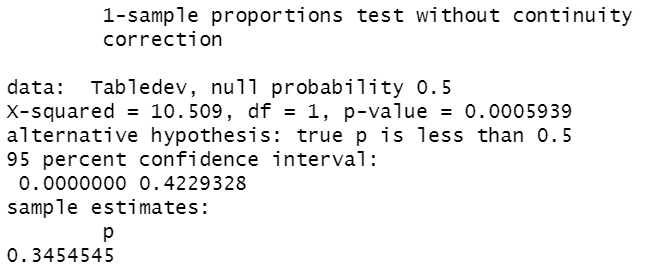 1-sample proportions test without continuity
correction
data:  Tabledev, null probability 0.5
X-squared = 10.509, df = 1, p-value = 0.0005939
alternative hypothesis: true p is less than 0.5
95 percent confidence interval:
0.0000000 0.4229328
sample estimates:
p
0.3454545